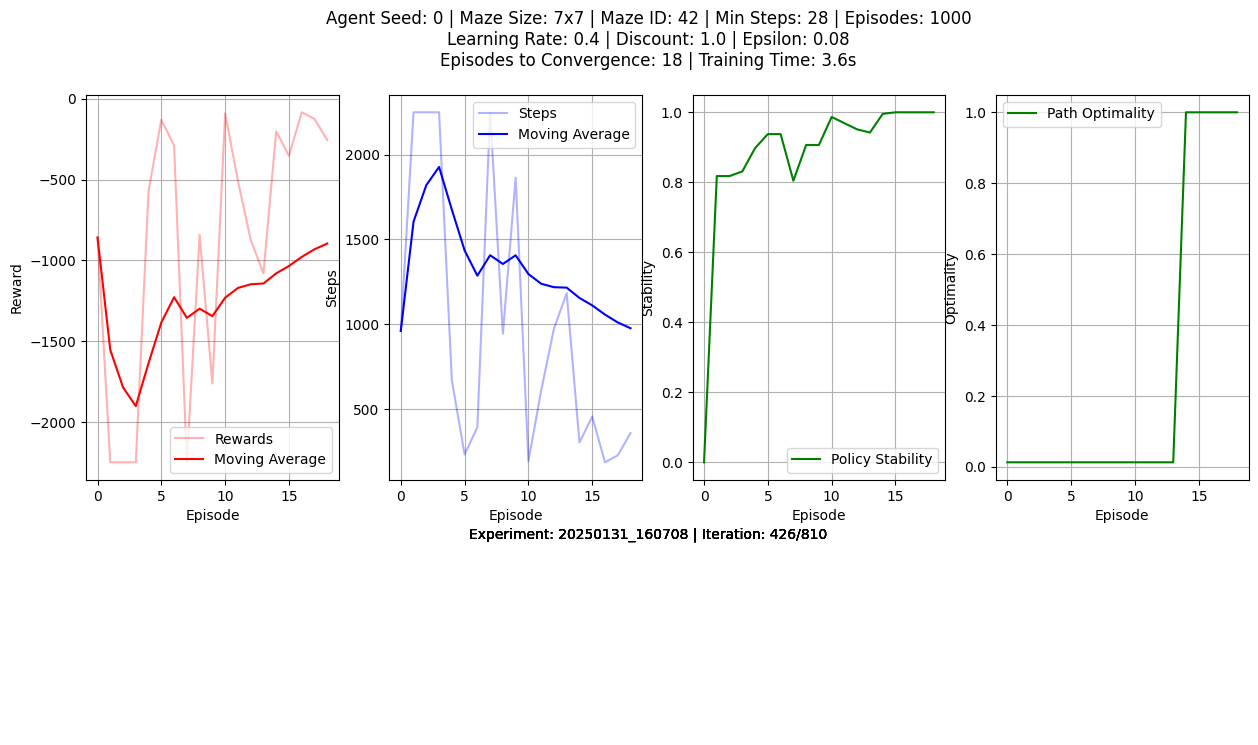 Agent Seed: 0 | Maze Size: 7x7 | Maze ID: 42 | Min Steps: 28 | Episodes: 1000
Learning Rate: 0.4 | Discount: 1.0 | Epsilon: 0.08
Episodes to Convergence: 18 | Training Time: 3.6s
0
−500
−1000
−1500
−2000
Reward
Rewards
Moving Average
0 5 10 15
Episode
2000
1500
1000
500
Steps
Steps
Moving Average
0 5 10 15
Episode
1.0
0.8
0.6
0.4
0.2
0.0
Stability
Policy Stability
0 5 10 15
Episode
1.0
0.8
0.6
0.4
0.2
0.0
Optimality
Path Optimality
0 5 10 15
Episode
Experiment: 20250131_160708 | Iteration: 426/810